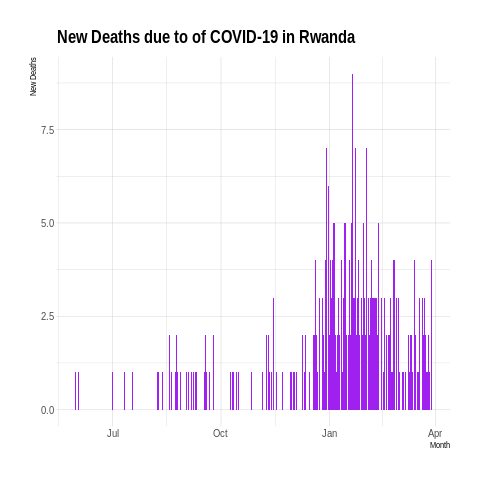 New Deaths due to of COVID-19 in Rwanda
New Deaths
7.5
5.0
2.5
0.0
Jul Oct Jan Apr
Month